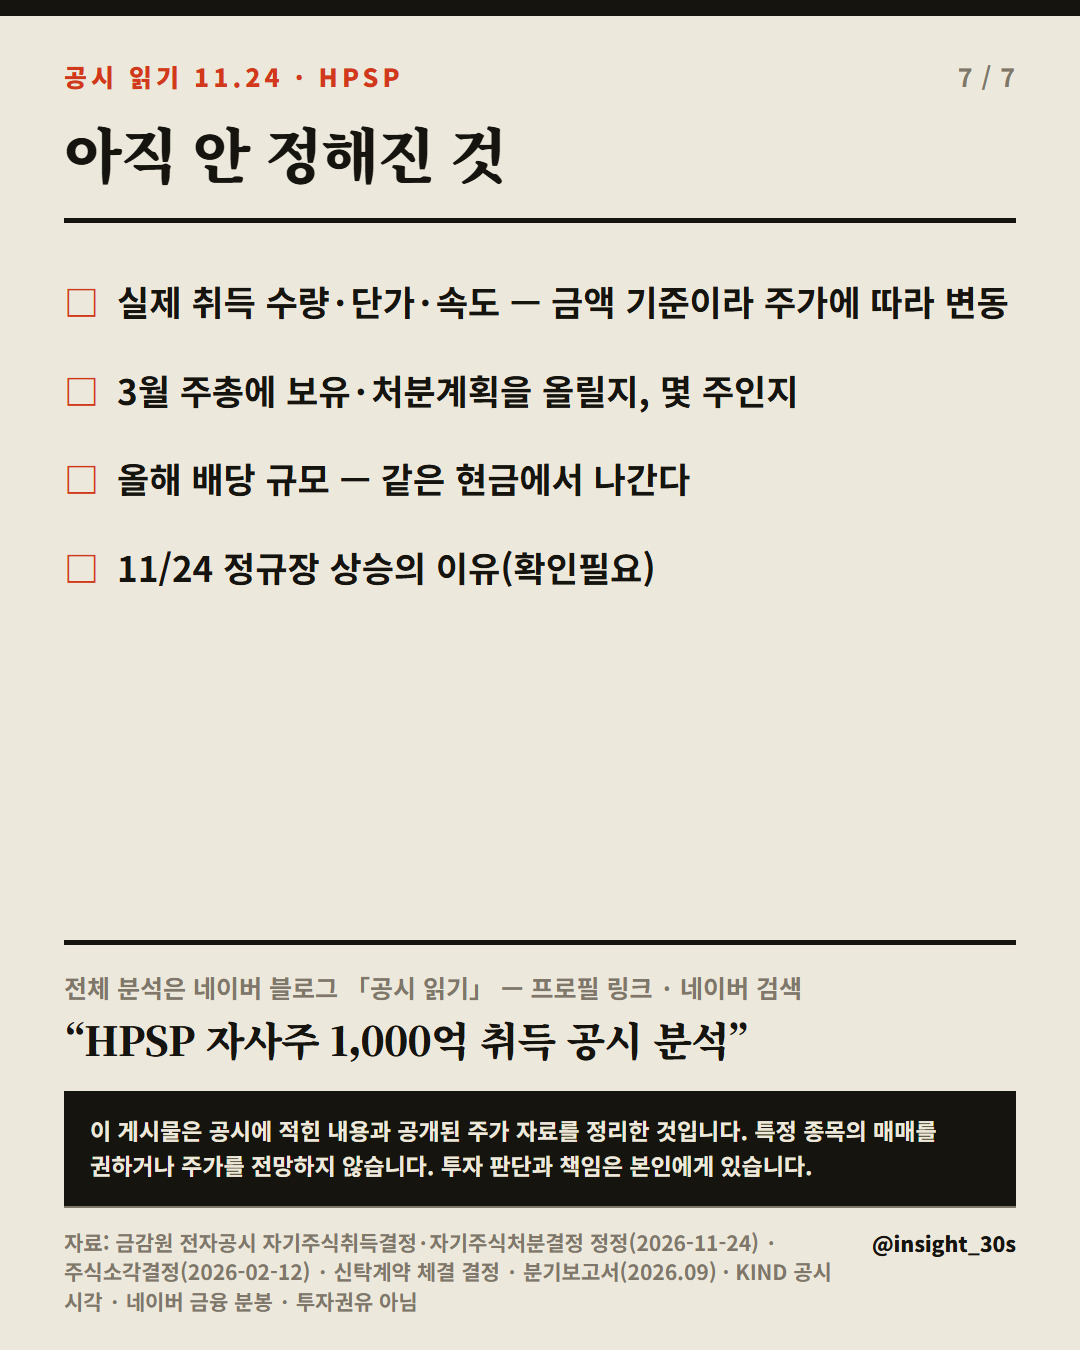 공시 읽기 11.24 · HPSP
7 / 7
아직 안 정해진 것
□ 실제 취득 수량·단가·속도 — 금액 기준이라 주가에 따라 변동
□ 3월 주총에 보유·처분계획을 올릴지, 몇 주인지
□ 올해 배당 규모 — 같은 현금에서 나간다
□ 11/24 정규장 상승의 이유(확인필요)
전체 분석은 네이버 블로그 「공시 읽기」 — 프로필 링크 · 네이버 검색
“HPSP 자사주 1,000억 취득 공시 분석”
이 게시물은 공시에 적힌 내용과 공개된 주가 자료를 정리한 것입니다. 특정 종목의 매매를
권하거나 주가를 전망하지 않습니다. 투자 판단과 책임은 본인에게 있습니다.
자료: 금감원 전자공시 자기주식취득결정·자기주식처분결정 정정(2026-11-24) ·
주식소각결정(2026-02-12) · 신탁계약 체결 결정 · 분기보고서(2026.09) · KIND 공시
시각 · 네이버 금융 분봉 · 투자권유 아님
@insight_30s